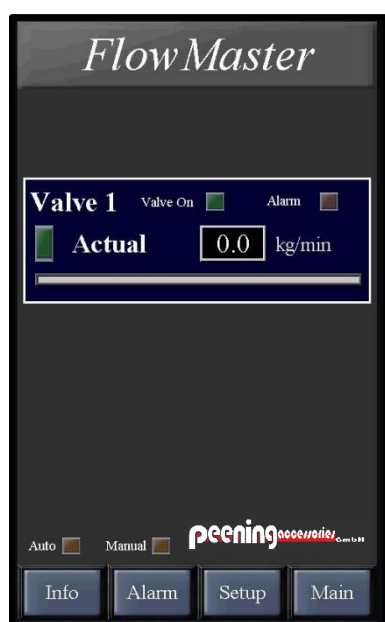 FlowMaster
Valve 1 Valve On Alarm
Actual 0.0 kg/min
Auto Manual peening accessories GmbH
Info Alarm Setup Main